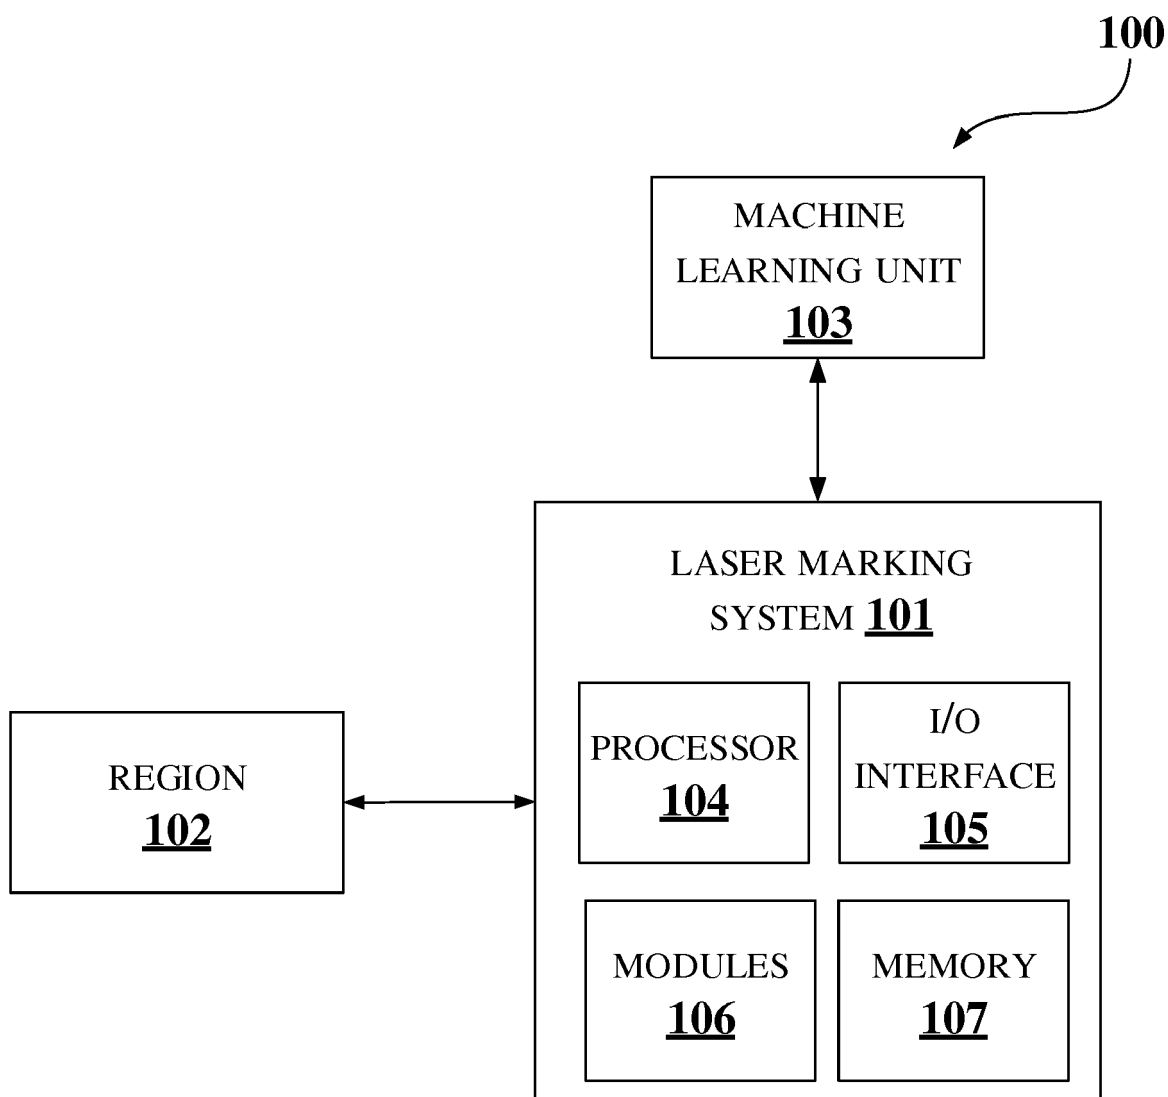 100
MACHINE
LEARNING UNIT
103
LASER MARKING
SYSTEM 101
PROCESSOR
104
I/O
INTERFACE
105
REGION
102
MODULES
106
MEMORY
107